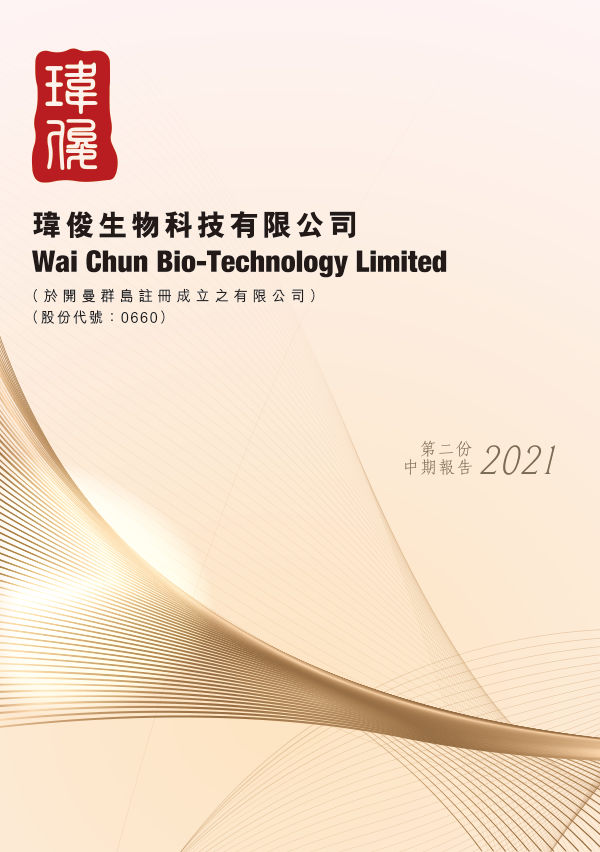 瑋俊
瑋俊生物科技有限公司
Wai Chun Bio-Technology Limited
（於開曼群島註冊成立之有限公司）
（股份代號：0660）
第二份
中期報告 2021